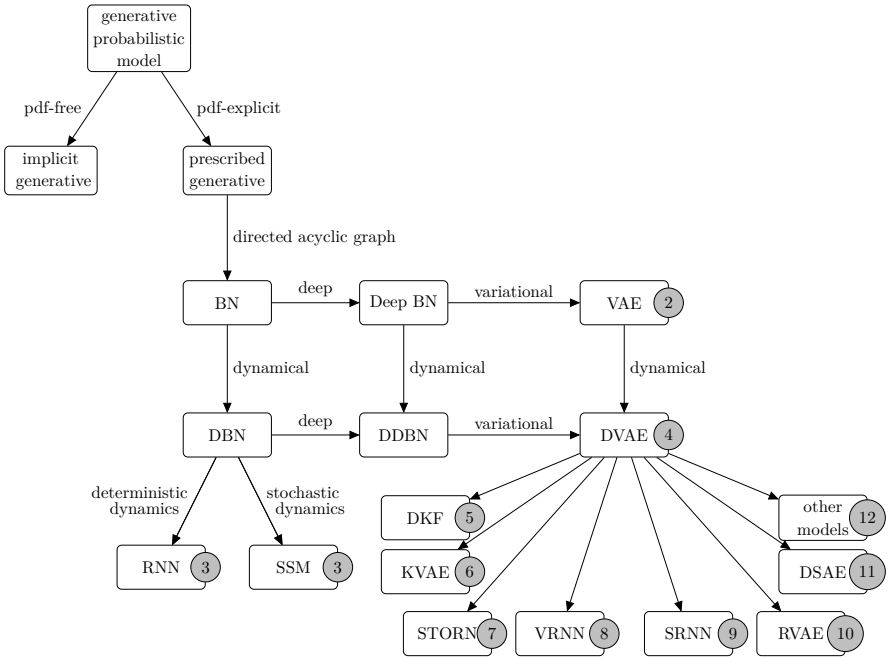 generative
probabilistic
model
pdf-free
pdf-explicit
implicit
generative
prescribed
generative
directed acyclic graph
BN
deep
Deep BN
variational
VAE
2
dynamical
dynamical
dynamical
DBN
deep
DDBN
variational
DVAE
4
deterministic
dynamics
stochastic
dynamics
RNN
3
SSM
3
DKF
5
KVAE
6
STORN
7
VRNN
8
SRNN
9
RVAE
10
DSAE
11
other
models
12